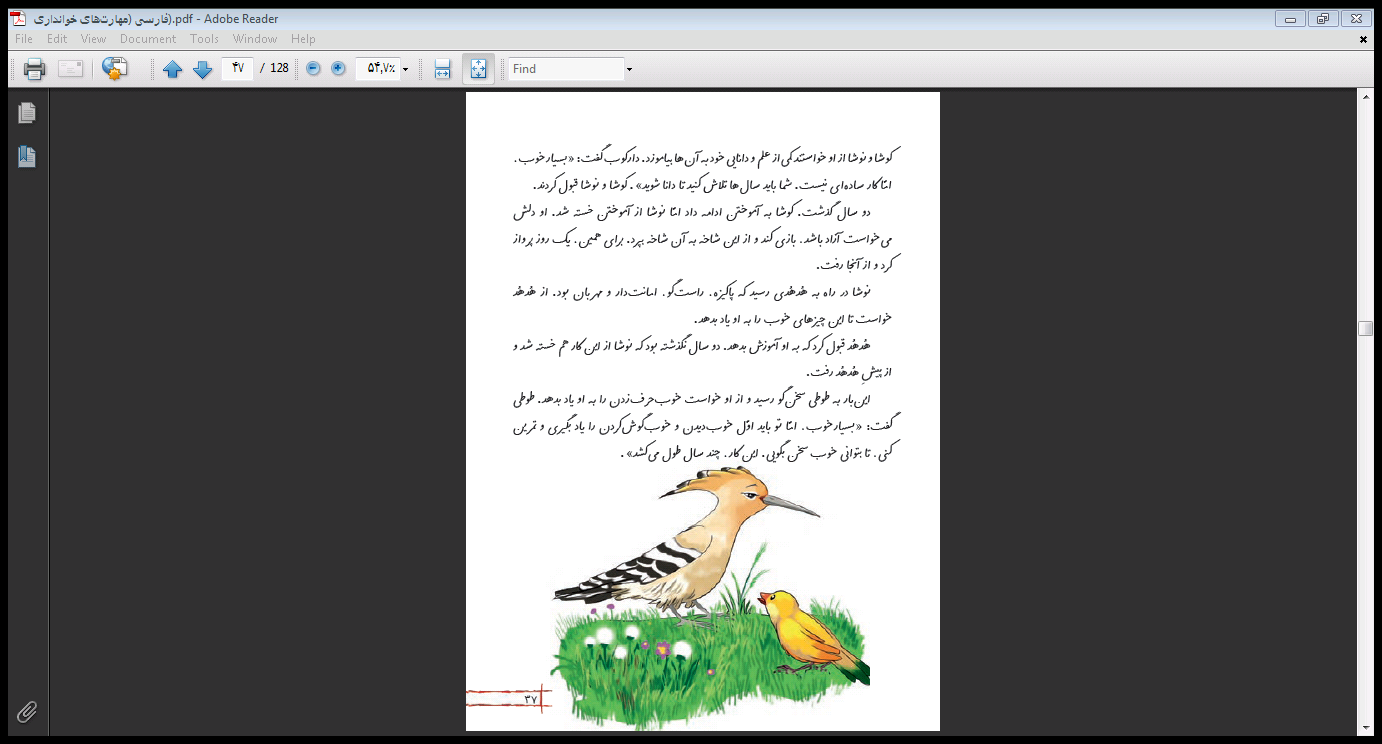 فارسی (مهارت‌های خوانداری).pdf - Adobe Reader
File Edit View Document Tools Window Help
۴۷ / 128 ۵۴,۷% Find
کوشا و نوشا از او خواستند کمی از علم و دانایی خود به آن‌ها بیاموزد. دارکوب گفت: «بسیار خوب،
امّا کار ساده‌ای نیست. شما باید سال‌ها تلاش کنید تا دانا شوید». کوشا و نوشا قبول کردند.
دو سال گذشت. کوشا به آموختن ادامه داد امّا نوشا از آموختن خسته شد. او دلش
می‌خواست آزاد باشد، بازی کند و از این شاخه به آن شاخه بپرد. برای همین، یک روز پرواز
کرد و از آنجا رفت.
نوشا در راه به هُدهُدی رسید که پاکیزه، راست‌گو، امانت‌دار و مهربان بود. از هُدهُد
خواست تا این چیزهای خوب را به او یاد بدهد.
هُدهُد قبول کرد که به او آموزش بدهد. دو سال نگذشته بود که نوشا از این کار هم خسته شد و
از پیشِ هُدهُد رفت.
این‌بار به طوطی سخن‌گو رسید و از او خواست خوب‌حرف‌زدن را به او یاد بدهد. طوطی
گفت: «بسیار خوب، امّا تو باید اوّل خوب‌دیدن و خوب‌گوش‌کردن را یاد بگیری و تمرین
کنی، تا بتوانی خوب سخن بگویی. این کار، چند سال طول می‌کشد».
۳۷